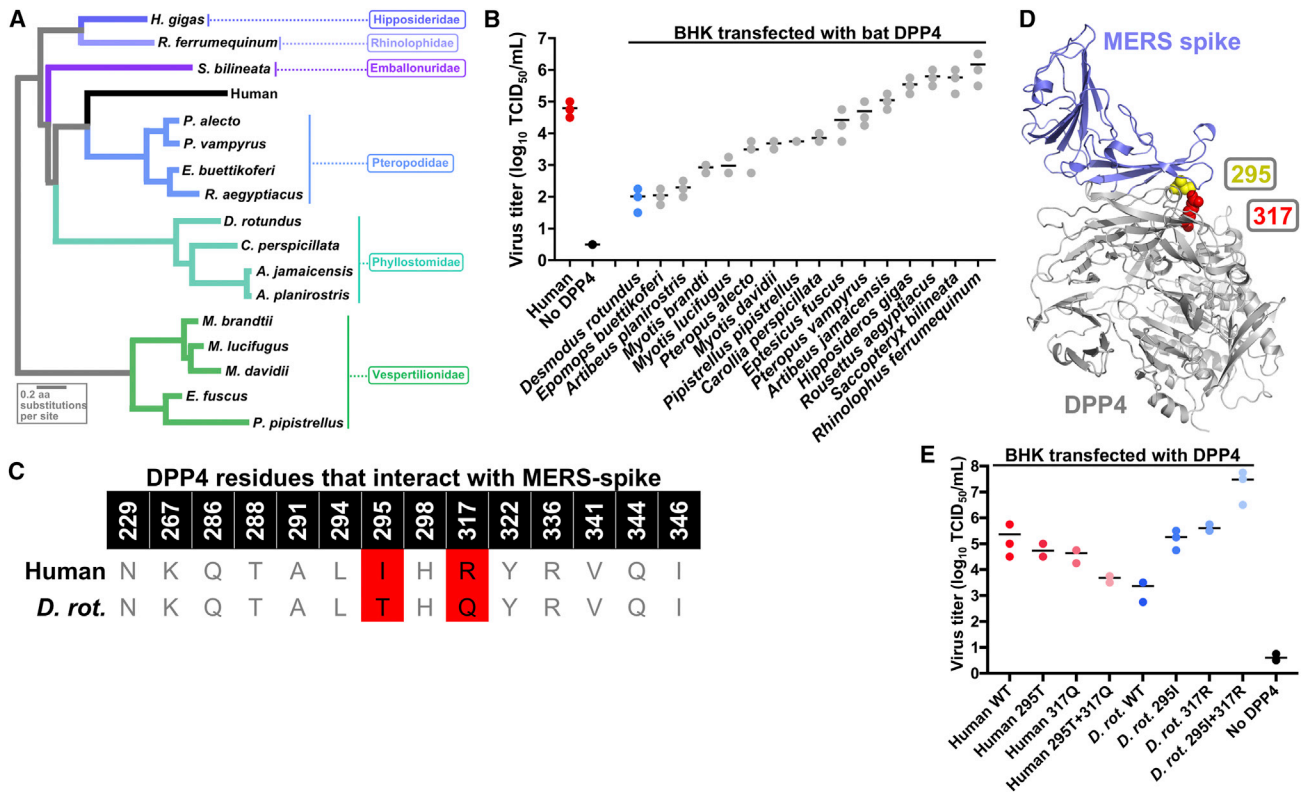 A
H. gigas
Hipposideridae
R. ferrumequinum
Rhinolophidae
S. bilineata
Emballonuridae
Human
P. alecto
P. vampyrus
Pteropodidae
E. buettikoferi
R. aegyptiacus
D. rotundus
C. perspicillata
Phyllostomidae
A. jamaicensis
A. planirostris
M. brandtii
M. lucifugus
M. davidii
Vespertilionidae
E. fuscus
P. pipistrellus
0.2 aa
substitutions
per site
B
BHK transfected with bat DPP4
Virus titer (log10 TCID50/mL)
7
6
5
4
3
2
1
0
Human
No DPP4
Desmodus rotundus
Epomops buettikoferi
Artibeus planirostris
Myotis brandti
Myotis lucifugus
Pteropus alecto
Myotis davidii
Pipistrellus pipistrellus
Carollia perspicillata
Eptesicus fuscus
Pteropus vampyrus
Artibeus jamaicensis
Hipposideros gigas
Rousettus aegyptiacus
Saccopteryx bilineata
Rhinolophus ferrumequinum
C
DPP4 residues that interact with MERS-spike
229 267 286 288 291 294 295 298 317 322 336 341 344 346
Human N K Q T A L I H R Y R V Q I
D. rot. N K Q T A L T H Q Y R V Q I
D
MERS spike
295
317
DPP4
E
BHK transfected with DPP4
Virus titer (log10 TCID50/mL)
8
7
6
5
4
3
2
1
0
Human WT
Human 295T
Human 317Q
Human 295T+317Q
D. rot. WT
D. rot. 295I
D. rot. 317R
D. rot. 295I+317R
No DPP4